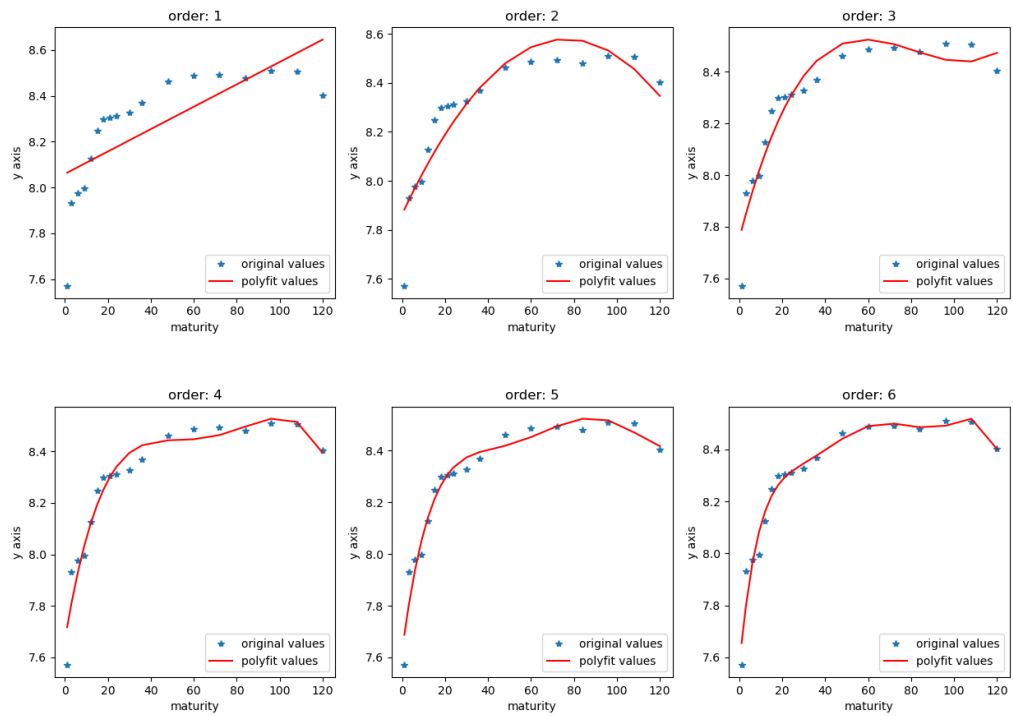 order: 1
8.6
8.4
8.2
8.0
7.8
7.6
y axis
original values
polyfit values
0 20 40 60 80 100 120
maturity
order: 2
8.6
8.4
8.2
8.0
7.8
7.6
y axis
original values
polyfit values
0 20 40 60 80 100 120
maturity
order: 3
8.4
8.2
8.0
7.8
7.6
y axis
original values
polyfit values
0 20 40 60 80 100 120
maturity
order: 4
8.4
8.2
8.0
7.8
7.6
y axis
original values
polyfit values
0 20 40 60 80 100 120
maturity
order: 5
8.4
8.2
8.0
7.8
7.6
y axis
original values
polyfit values
0 20 40 60 80 100 120
maturity
order: 6
8.4
8.2
8.0
7.8
7.6
y axis
original values
polyfit values
0 20 40 60 80 100 120
maturity